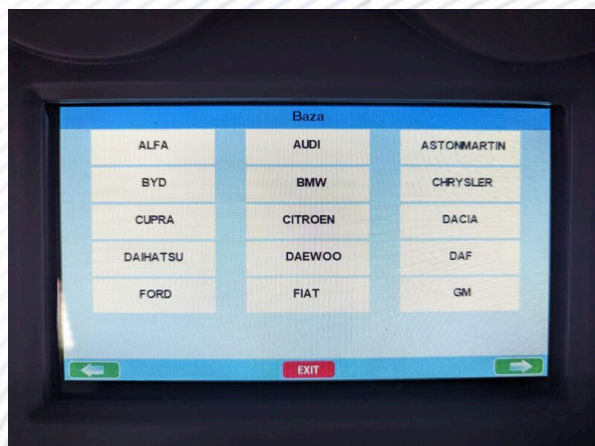 Baza
ALFA AUDI ASTONMARTIN
BYD BMW CHRYSLER
CUPRA CITROEN DACIA
DAIHATSU DAEWOO DAF
FORD FIAT GM
EXIT